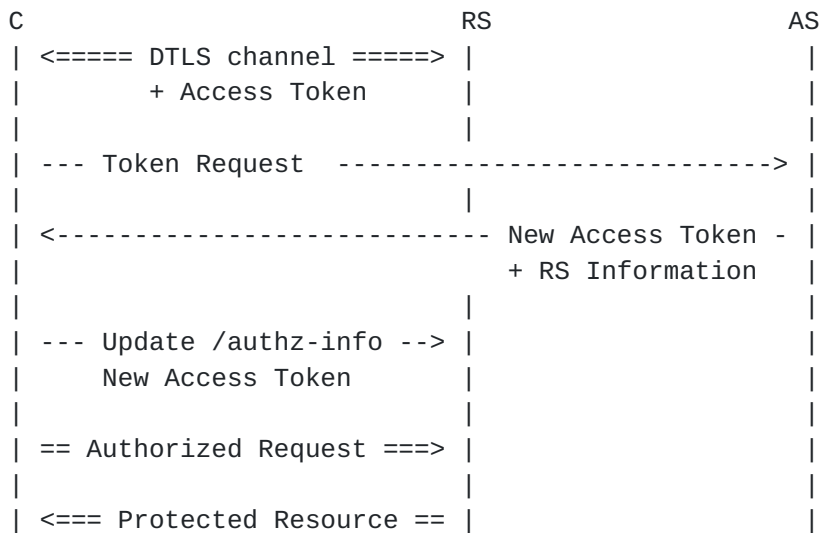 C                            RS                   AS
| <===== DTLS channel =====> |                     |
|        + Access Token      |                     |
|                            |                     |
| --- Token Request  ----------------------------> |
|                            |                     |
| <---------------------------- New Access Token - |
|                               + RS Information   |
|                            |                     |
| --- Update /authz-info --> |                     |
|     New Access Token       |                     |
|                            |                     |
| == Authorized Request ===> |                     |
|                            |                     |
| <=== Protected Resource == |                     |